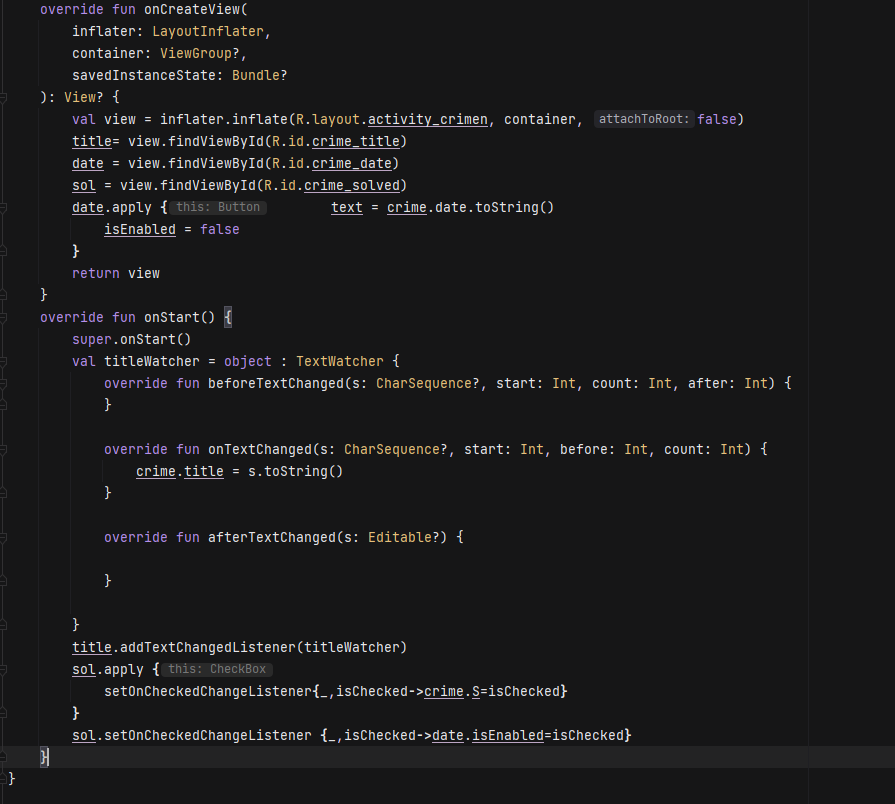 override fun onCreateView(
inflater: LayoutInflater,
container: ViewGroup?,
savedInstanceState: Bundle?
): View? {
val view = inflater.inflate(R.layout.activity_crimen, container, attachToRoot: false)
title= view.findViewById(R.id.crime_title)
date = view.findViewById(R.id.crime_date)
sol = view.findViewById(R.id.crime_solved)
date.apply { this: Button text = crime.date.toString()
isEnabled = false
}
return view
}
override fun onStart() {
super.onStart()
val titleWatcher = object : TextWatcher {
override fun beforeTextChanged(s: CharSequence?, start: Int, count: Int, after: Int) {
}
override fun onTextChanged(s: CharSequence?, start: Int, before: Int, count: Int) {
crime.title = s.toString()
}
override fun afterTextChanged(s: Editable?) {
}
}
title.addTextChangedListener(titleWatcher)
sol.apply { this: CheckBox
setOnCheckedChangeListener{_,isChecked->crime.S=isChecked}
}
sol.setOnCheckedChangeListener {_,isChecked->date.isEnabled=isChecked}
}
}